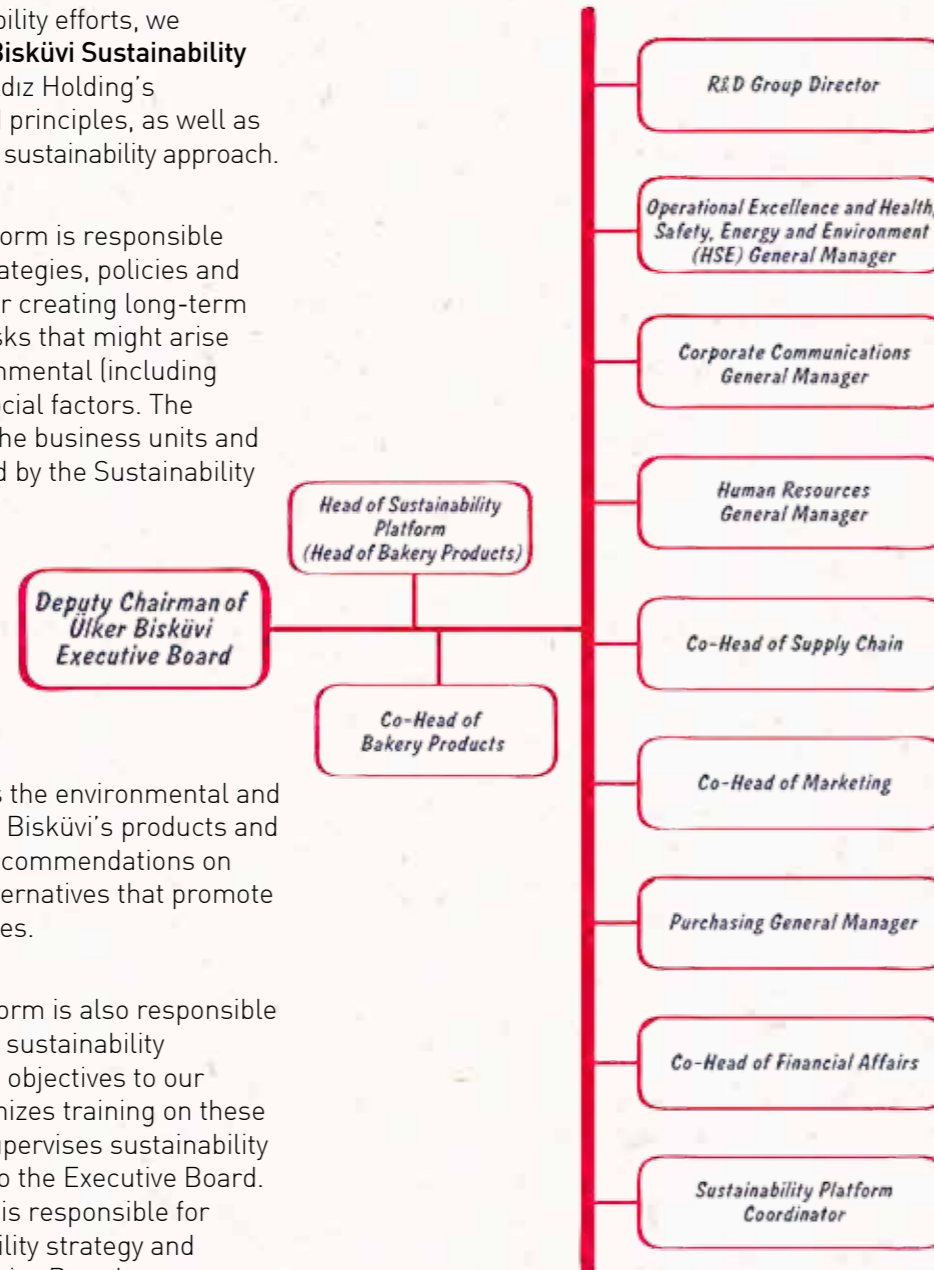 bility efforts, we
Bisküvi Sustainability
dız Holding's
principles, as well as
sustainability approach.
orm is responsible
rategies, policies and
r creating long-term
sks that might arise
nmental (including
cial factors. The
he business units and
d by the Sustainability
s the environmental and
Bisküvi's products and
commendations on
ernatives that promote
es.
orm is also responsible
sustainability
objectives to our
nizes training on these
upervises sustainability
o the Executive Board.
is responsible for
ility strategy and
Deputy Chairman of
Ülker Bisküvi
Executive Board
Head of Sustainability
Platform
(Head of Bakery Products)
Co-Head of
Bakery Products
R&D Group Director
Operational Excellence and Health,
Safety, Energy and Environment
(HSE) General Manager
Corporate Communications
General Manager
Human Resources
General Manager
Co-Head of Supply Chain
Co-Head of Marketing
Purchasing General Manager
Co-Head of Financial Affairs
Sustainability Platform
Coordinator